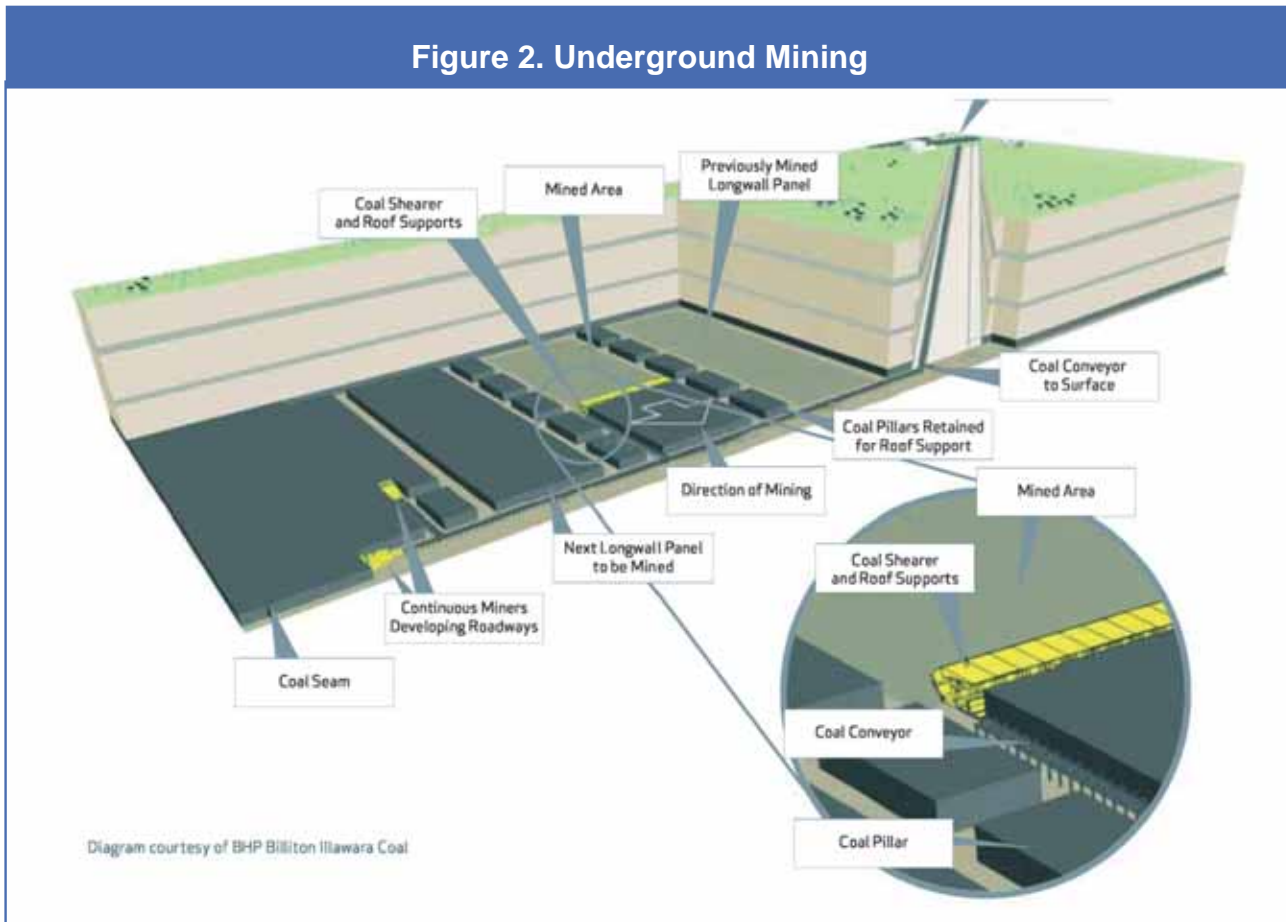 Figure 2. Underground Mining
Previously Mined
Longwall Panel
Mined Area
Coal Shearer
and Roof Supports
Coal Conveyor
to Surface
Coal Pillars Retained
for Roof Support
Direction of Mining
Mined Area
Next Longwall Panel
to be Mined
Coal Shearer
and Roof Supports
Continuous Miners
Developing Roadways
Coal Seam
Coal Conveyor
Coal Pillar
Diagram courtesy of BHP Billiton Illawara Coal